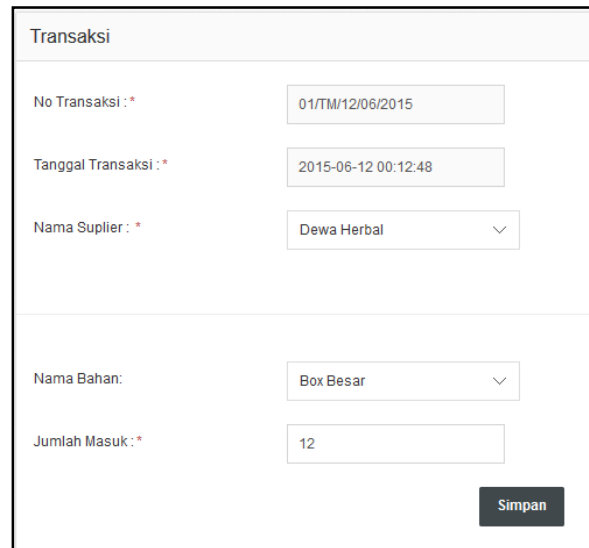 Transaksi
No Transaksi :* 01/TM/12/06/2015
Tanggal Transaksi :* 2015-06-12 00:12:48
Nama Suplier : * Dewa Herbal
Nama Bahan: Box Besar
Jumlah Masuk :* 12
Simpan